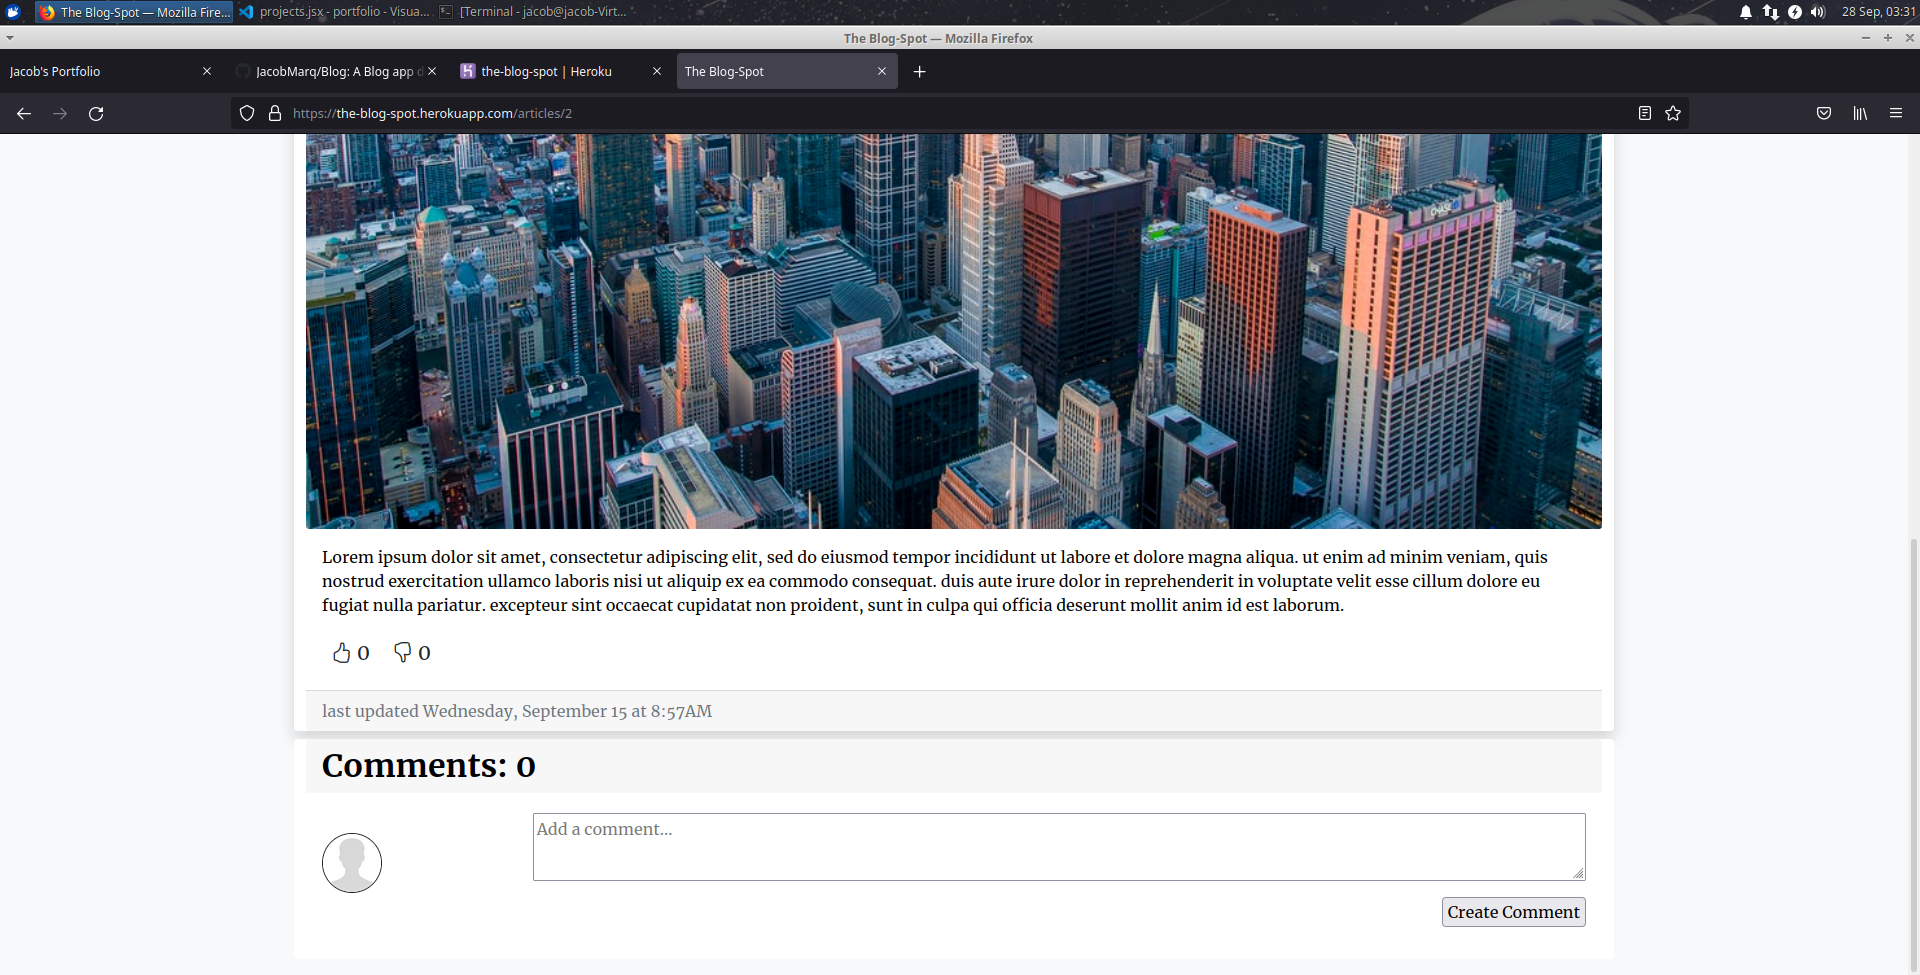 The Blog-Spot — Mozilla Fire...
projects.jsx - portfolio - Visua...
[Terminal - jacob@jacob-Virt...
28 Sep, 03:31
The Blog-Spot — Mozilla Firefox
Jacob's Portfolio
JacobMarq/Blog: A Blog app d
the-blog-spot | Heroku
The Blog-Spot
https://the-blog-spot.herokuapp.com/articles/2
CHASE
Lorem ipsum dolor sit amet, consectetur adipiscing elit, sed do eiusmod tempor incididunt ut labore et dolore magna aliqua. ut enim ad minim veniam, quis
nostrud exercitation ullamco laboris nisi ut aliquip ex ea commodo consequat. duis aute irure dolor in reprehenderit in voluptate velit esse cillum dolore eu
fugiat nulla pariatur. excepteur sint occaecat cupidatat non proident, sunt in culpa qui officia deserunt mollit anim id est laborum.
0 0
last updated Wednesday, September 15 at 8:57AM
Comments: 0
Add a comment...
Create Comment